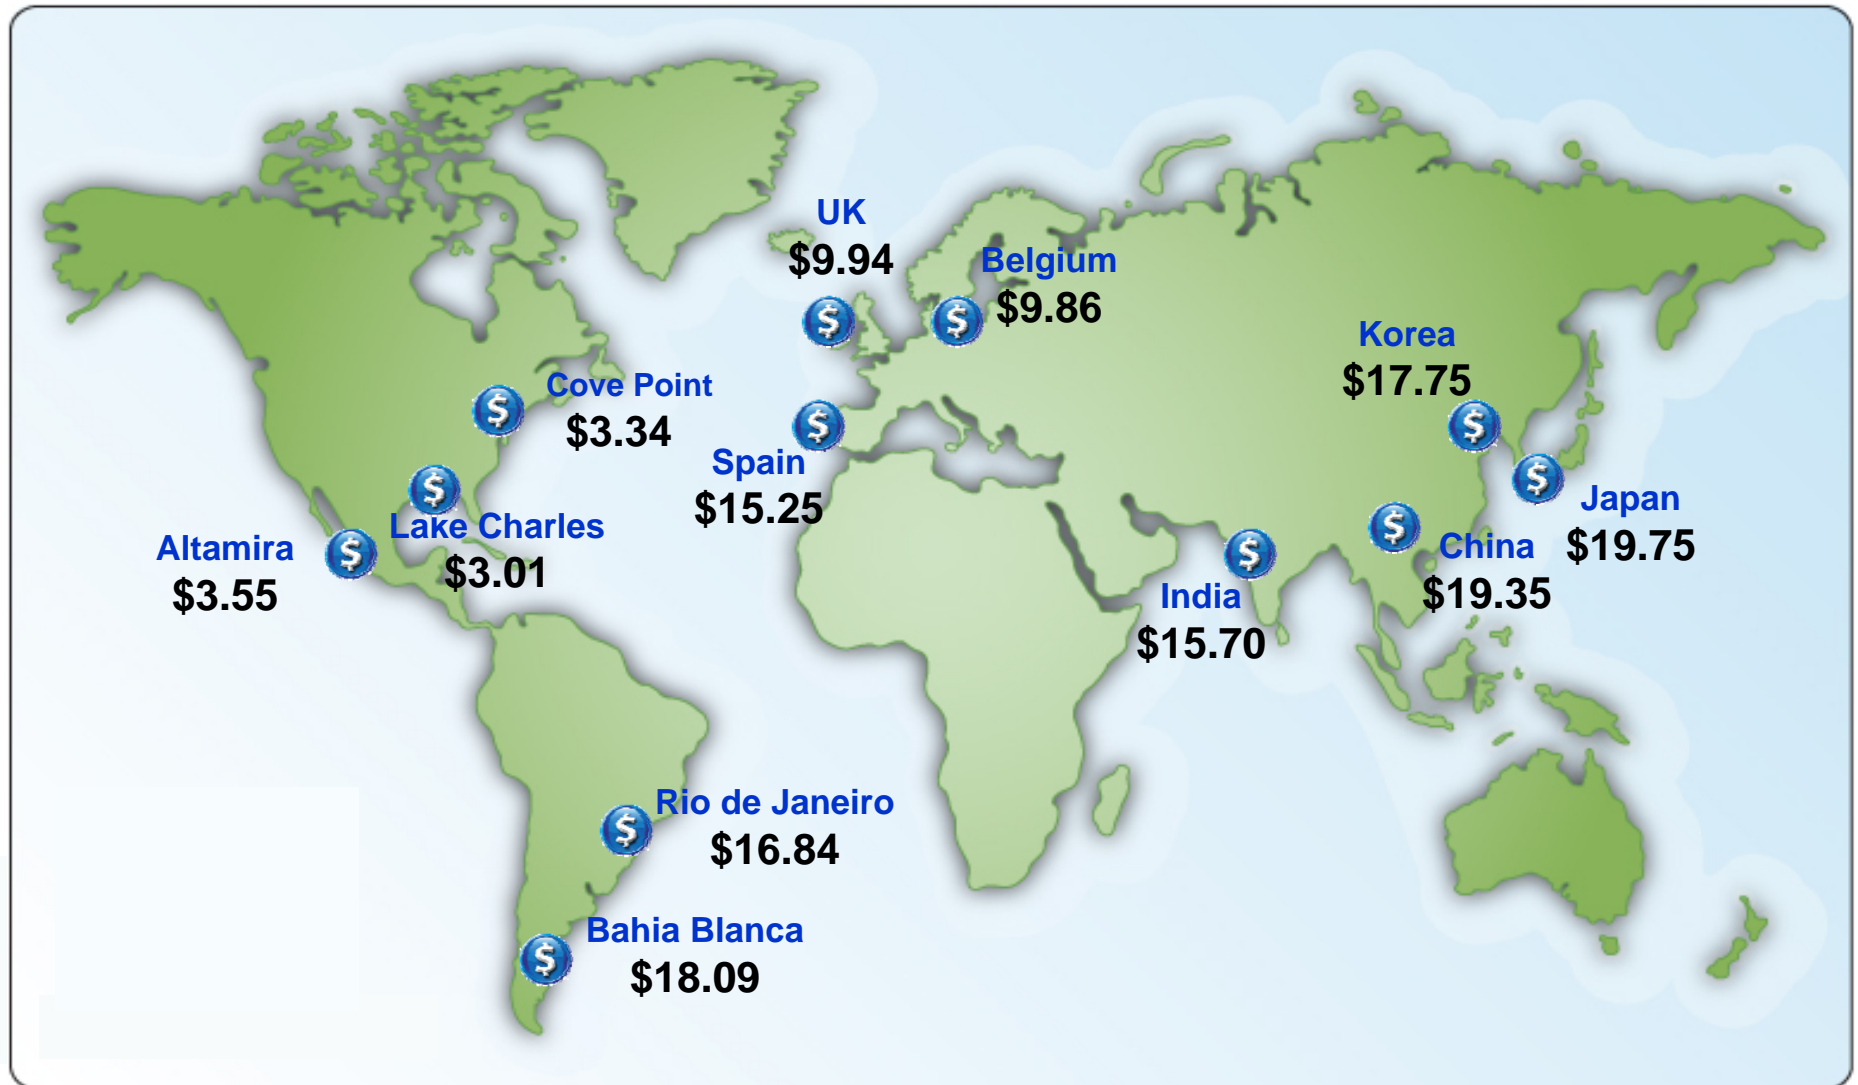 UK
$9.94
Belgium
$9.86
Korea
$17.75
Cove Point
$3.34
Spain
$15.25
Japan
$19.75
Lake Charles
$3.01
Altamira
$3.55
China
$19.35
India
$15.70
Rio de Janeiro
$16.84
Bahia Blanca
$18.09